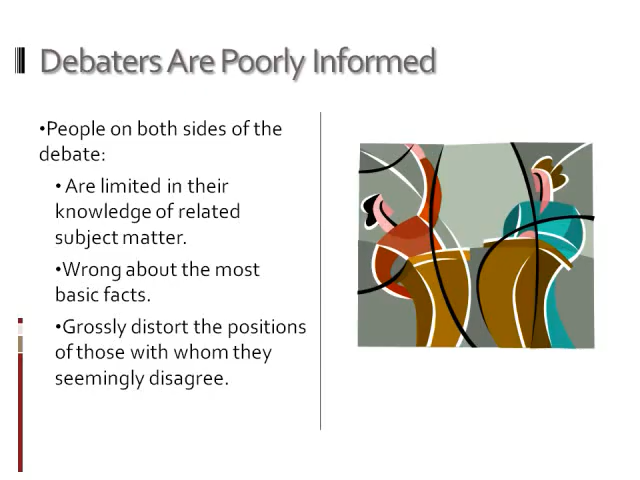 Debaters Are Poorly Informed
•People on both sides of the
debate:
• Are limited in their
knowledge of related
subject matter.
•Wrong about the most
basic facts.
•Grossly distort the positions
of those with whom they
seemingly disagree.